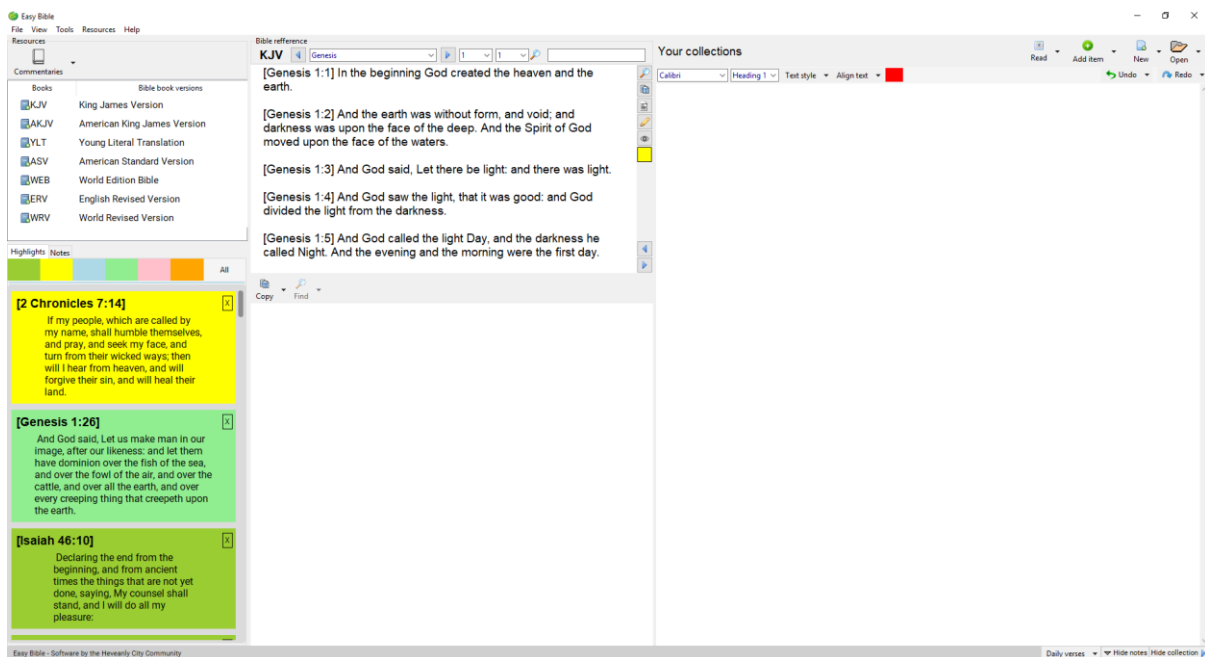 Easy Bible
File View Tools Resources Help
Resources
Commentaries
Books Bible book versions
KJV King James Version
AKJV American King James Version
YLT Young Literal Translation
ASV American Standard Version
WEB World Edition Bible
ERV English Revised Version
WRV World Revised Version
Highlights Notes
All
[2 Chronicles 7:14] X
If my people, which are called by
my name, shall humble themselves,
and pray, and seek my face, and
turn from their wicked ways; then
will I hear from heaven, and will
forgive their sin, and will heal their
land.
[Genesis 1:26] X
And God said, Let us make man in our
image, after our likeness: and let them
have dominion over the fish of the sea,
and over the fowl of the air, and over the
cattle, and over all the earth, and over
every creeping thing that creepeth upon
the earth.
[Isaiah 46:10] X
Declaring the end from the
beginning, and from ancient
times the things that are not yet
done, saying, My counsel shall
stand, and I will do all my
pleasure:
Bible refference
KJV Genesis 1 1
[Genesis 1:1] In the beginning God created the heaven and the
earth.
[Genesis 1:2] And the earth was without form, and void; and
darkness was upon the face of the deep. And the Spirit of God
moved upon the face of the waters.
[Genesis 1:3] And God said, Let there be light: and there was light.
[Genesis 1:4] And God saw the light, that it was good: and God
divided the light from the darkness.
[Genesis 1:5] And God called the light Day, and the darkness he
called Night. And the evening and the morning were the first day.
Copy Find
Your collections
Read Add item New Open
Calibri Heading 1 Text style Align text Undo Redo
Easy Bible - Software by the Heveanly City Community
Daily verses Hide notes Hide collection